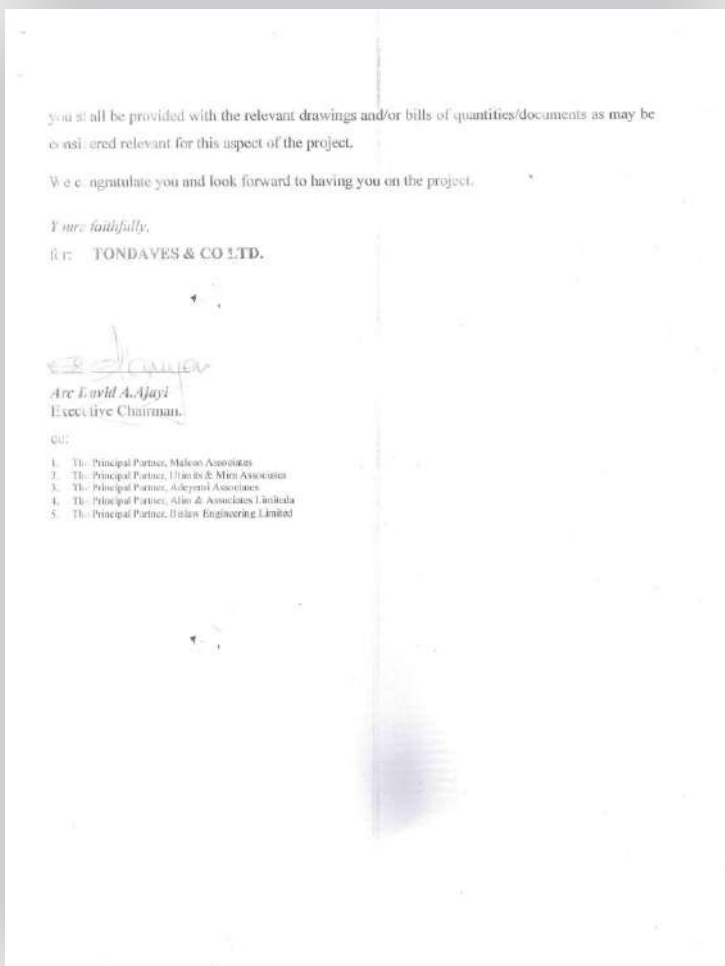 you shall be provided with the relevant drawings and/or bills of quantities/documents as may be
considered relevant for this aspect of the project.
We congratulate you and look forward to having you on the project.
Yours faithfully,
for: TONDAVES & CO LTD.
Arc David A.Ajayi
Executive Chairman.
cc:
1. The Principal Partner, Associates
2. The Principal Partner, & Associates
3. The Principal Partner, Adeyemi Associates
4. The Principal Partner, & Associates
5. The Principal Partner, Engineering Limited